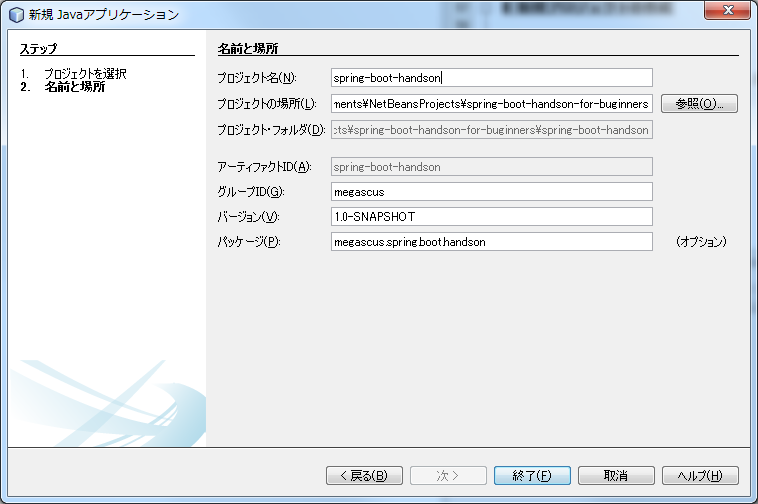 新規 Javaアプリケーション
ステップ
1. プロジェクトを選択
2. 名前と場所
名前と場所
プロジェクト名(N): spring-boot-handson
プロジェクトの場所(L): ments¥NetBeansProjects¥spring-boot-handson-for-buginners 参照(O)...
プロジェクト・フォルダ(D): cts¥spring-boot-handson-for-buginners¥spring-boot-handson
アーティファクトID(A): spring-boot-handson
グループID(G): megascus
バージョン(V): 1.0-SNAPSHOT
パッケージ(P): megascus.spring.boot.handson (オプション)
< 戻る(B) 次 > 終了(F) 取消 ヘルプ(H)